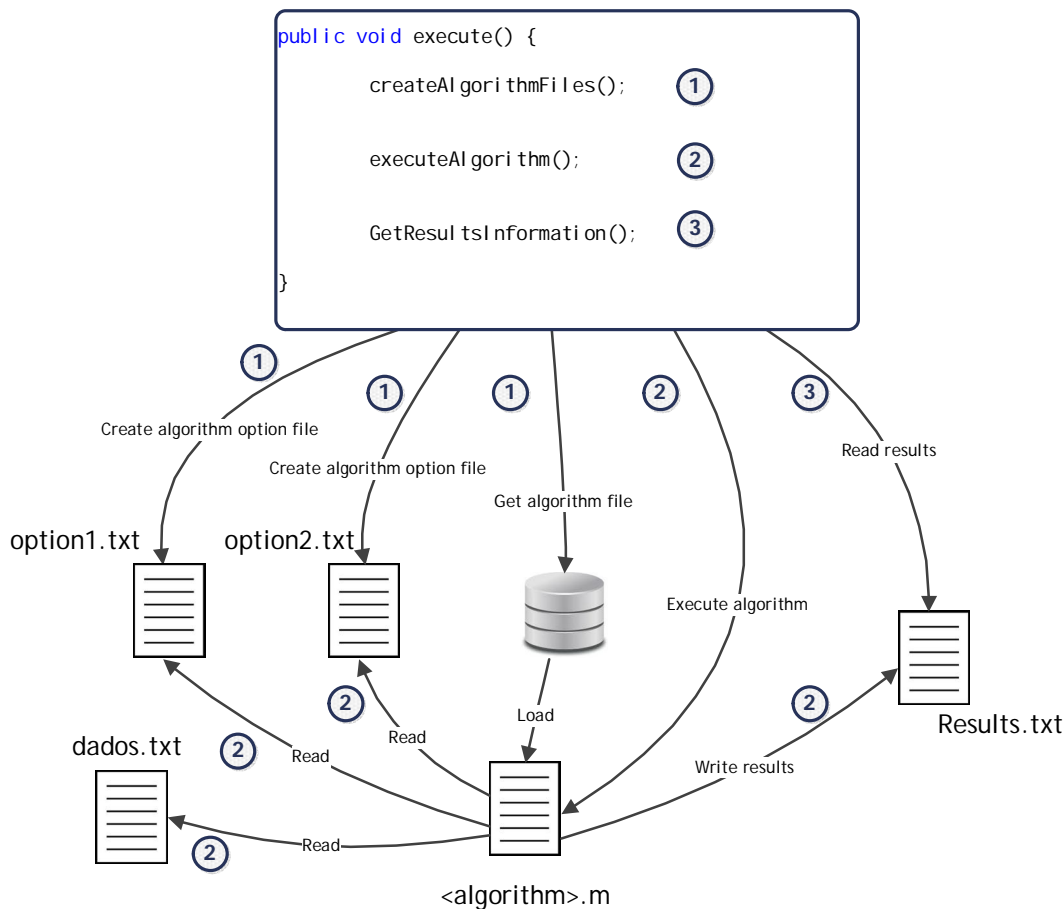 public void execute() {
createAlgorithmFiles();
1
executeAlgorithm();
2
GetResultsInformation();
3
}
1
1
1
2
3
Create algorithm option file
Create algorithm option file
Get algorithm file
Read results
option1.txt
option2.txt
Execute algorithm
2
2
Load
Results.txt
dados.txt
2
Read
Read
Write results
2
Read
<algorithm>.m